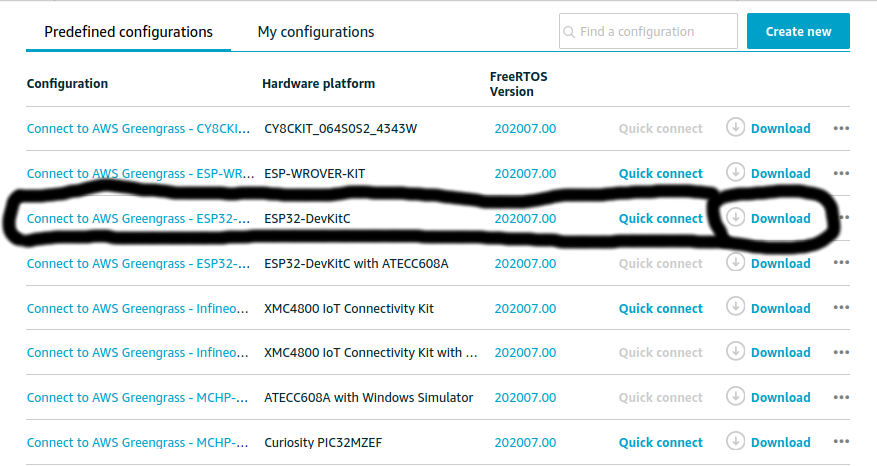 Predefined configurations My configurations Find a configuration Create new
Configuration Hardware platform FreeRTOS Version
Connect to AWS Greengrass - CY8CKI... CY8CKIT_064S0S2_4343W 202007.00 Quick connect Download
Connect to AWS Greengrass - ESP-WR... ESP-WROVER-KIT 202007.00 Quick connect Download
Connect to AWS Greengrass - ESP32-... ESP32-DevKitC 202007.00 Quick connect Download
Connect to AWS Greengrass - ESP32-... ESP32-DevKitC with ATECC608A 202007.00 Quick connect Download
Connect to AWS Greengrass - Infineo... XMC4800 IoT Connectivity Kit 202007.00 Quick connect Download
Connect to AWS Greengrass - Infineo... XMC4800 IoT Connectivity Kit with ... 202007.00 Quick connect Download
Connect to AWS Greengrass - MCHP-... ATECC608A with Windows Simulator 202007.00 Quick connect Download
Connect to AWS Greengrass - MCHP-... Curiosity PIC32MZEF 202007.00 Quick connect Download